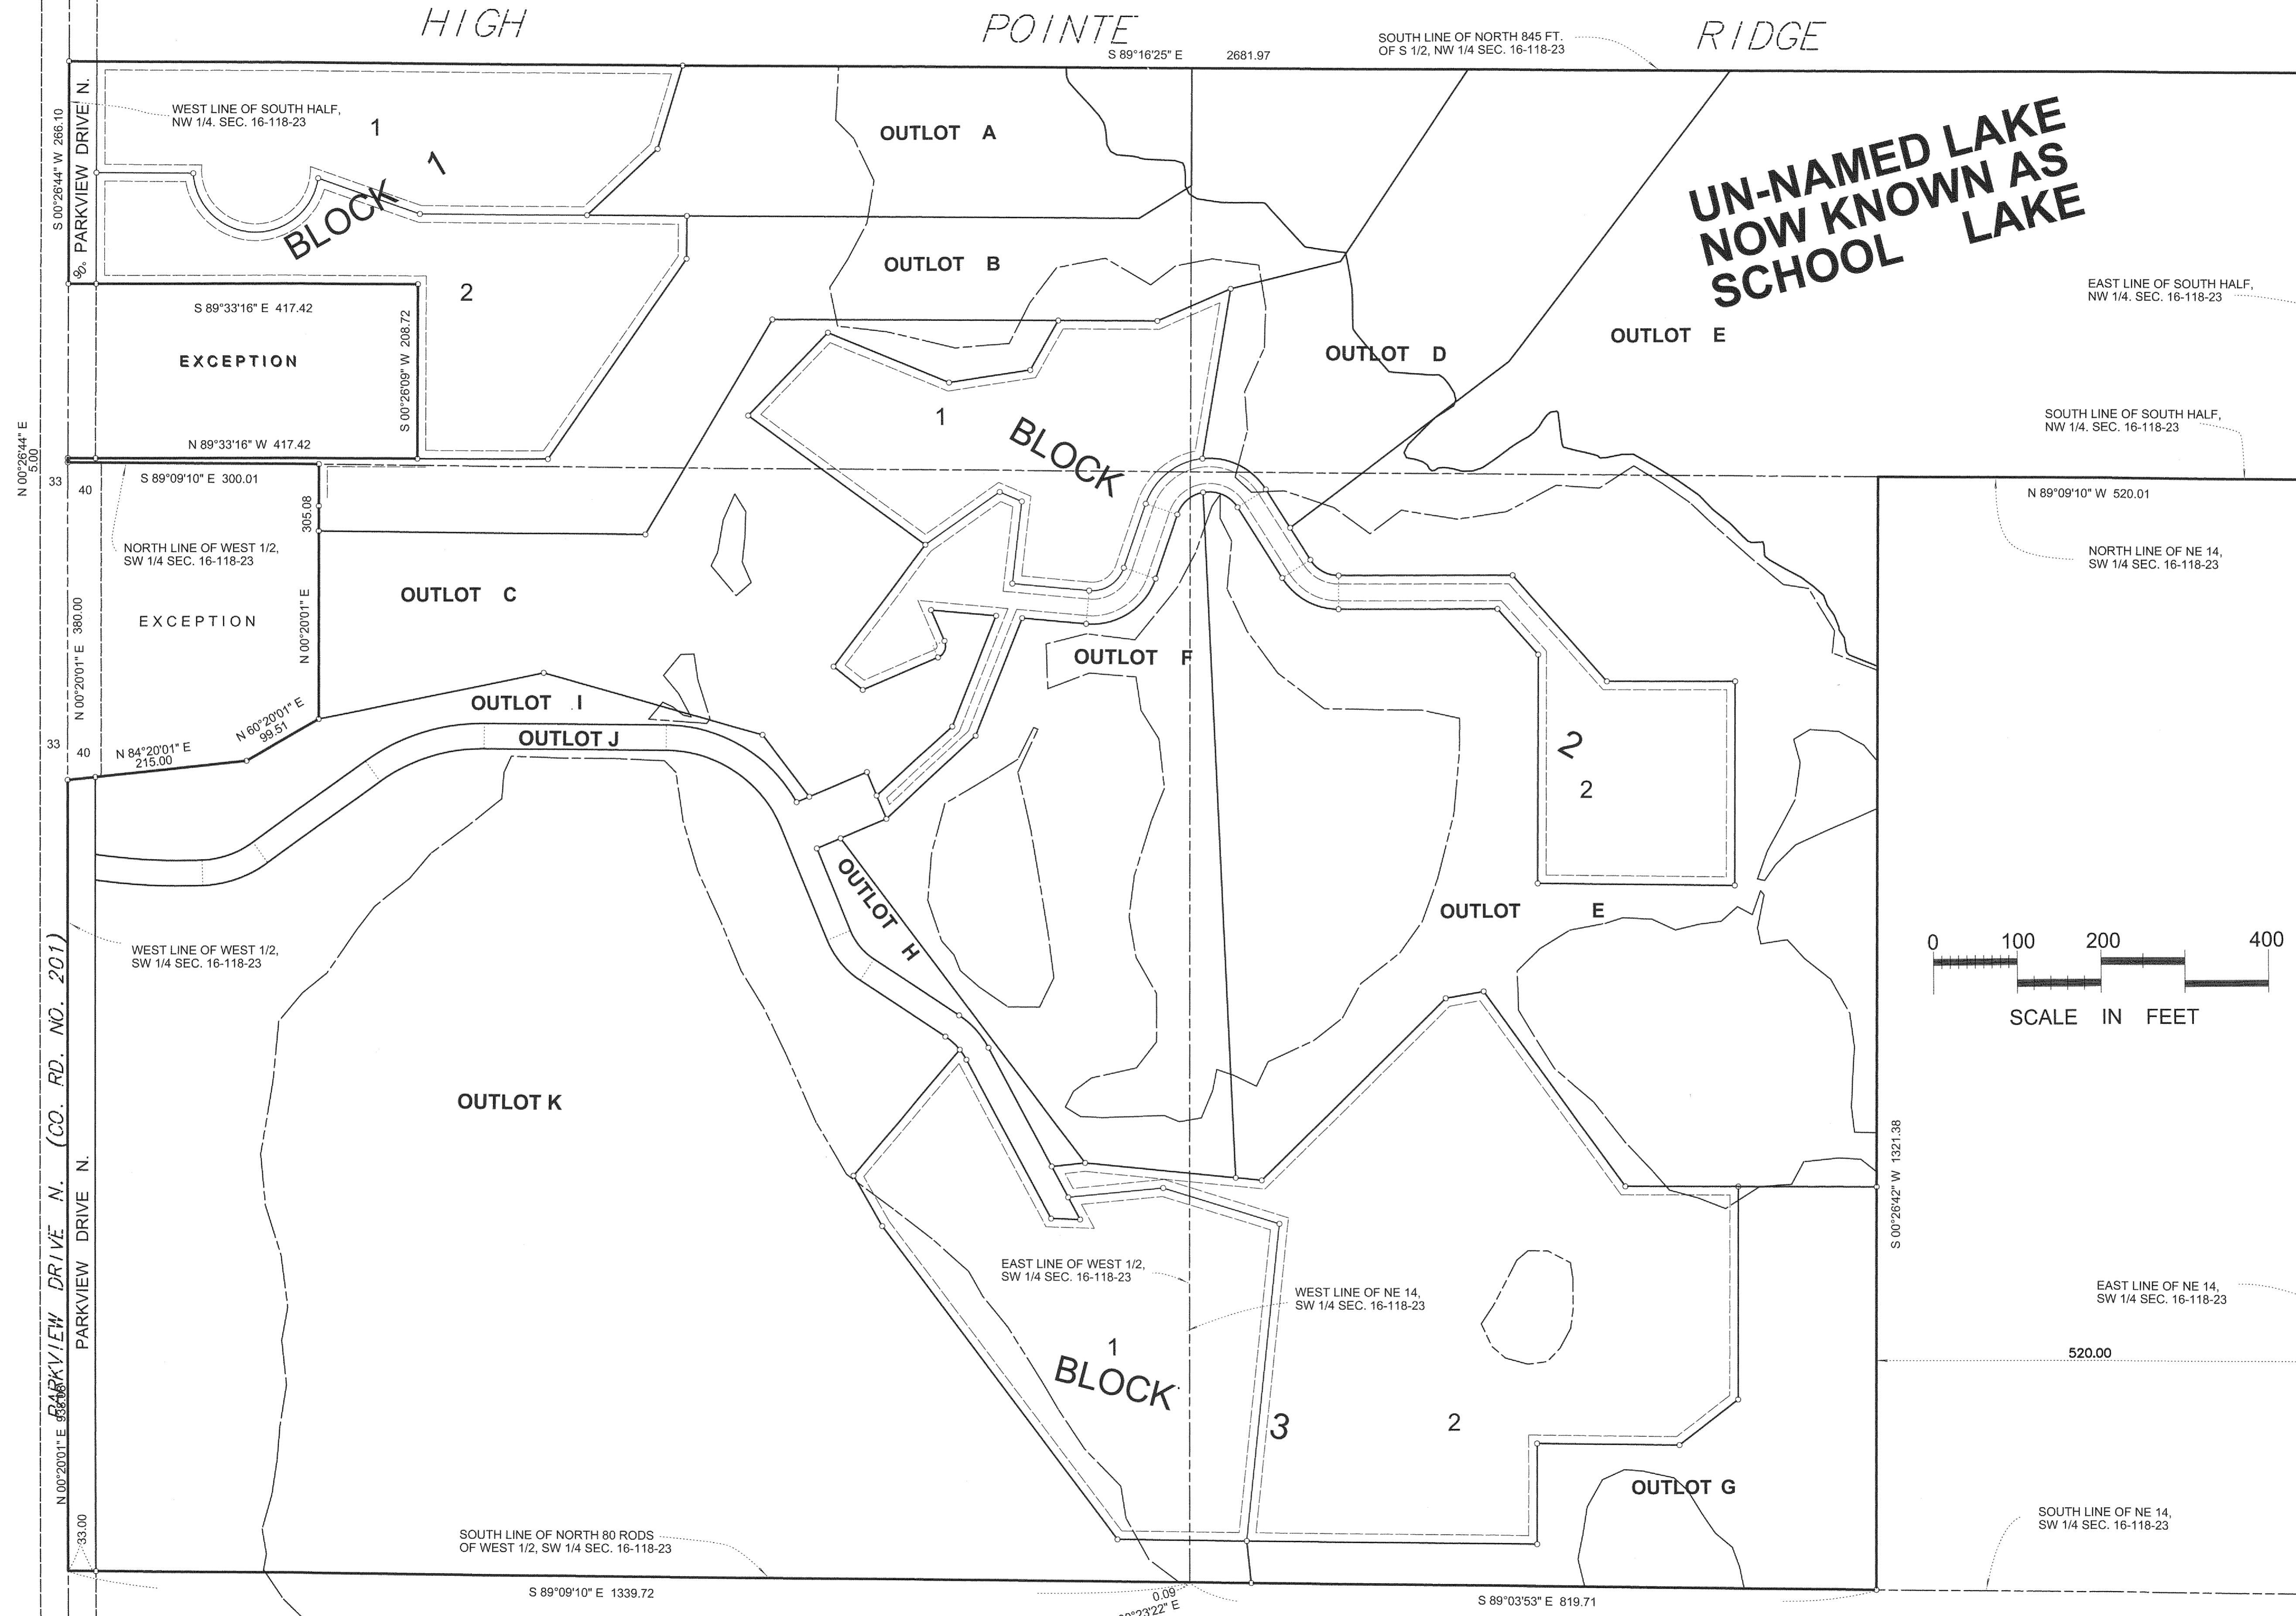 HIGH POINTE RIDGE
S 89°16'25" E 2681.97
SOUTH LINE OF NORTH 845 FT.
OF S 1/2, NW 1/4 SEC. 16-118-23
S 00°26'44" W 266.10
PARKVIEW DRIVE N.
90°
WEST LINE OF SOUTH HALF,
NW 1/4. SEC. 16-118-23
1
BLOCK 1
2
OUTLOT A
OUTLOT B
UN-NAMED LAKE
NOW KNOWN AS
SCHOOL LAKE
EAST LINE OF SOUTH HALF,
NW 1/4. SEC. 16-118-23
S 89°33'16" E 417.42
EXCEPTION
S 00°26'09" W 208.72
N 89°33'16" W 417.42
OUTLOT D
OUTLOT E
SOUTH LINE OF SOUTH HALF,
NW 1/4. SEC. 16-118-23
N 00°26'44" E
5.00
33
40
S 89°09'10" E 300.01
305.08
1
BLOCK
N 89°09'10" W 520.01
NORTH LINE OF WEST 1/2,
SW 1/4 SEC. 16-118-23
NORTH LINE OF NE 14,
SW 1/4 SEC. 16-118-23
N 00°20'01" E 380.00
EXCEPTION
N 00°20'01" E
OUTLOT C
OUTLOT F
OUTLOT I
OUTLOT J
N 60°20'01" E
99.51
33
40
N 84°20'01" E
215.00
2
2
OUTLOT H
OUTLOT E
WEST LINE OF WEST 1/2,
SW 1/4 SEC. 16-118-23
0 100 200 400
SCALE IN FEET
PARKVIEW DRIVE N. (CO. RD. NO. 201)
PARKVIEW DRIVE N.
OUTLOT K
S 00°26'42" W 1321.38
EAST LINE OF WEST 1/2,
SW 1/4 SEC. 16-118-23
WEST LINE OF NE 14,
SW 1/4 SEC. 16-118-23
EAST LINE OF NE 14,
SW 1/4 SEC. 16-118-23
520.00
1
BLOCK
3
2
OUTLOT G
N 00°20'01" E
33.00
SOUTH LINE OF NORTH 80 RODS
OF WEST 1/2, SW 1/4 SEC. 16-118-23
SOUTH LINE OF NE 14,
SW 1/4 SEC. 16-118-23
S 89°09'10" E 1339.72
0.09
23'22" E
S 89°03'53" E 819.71